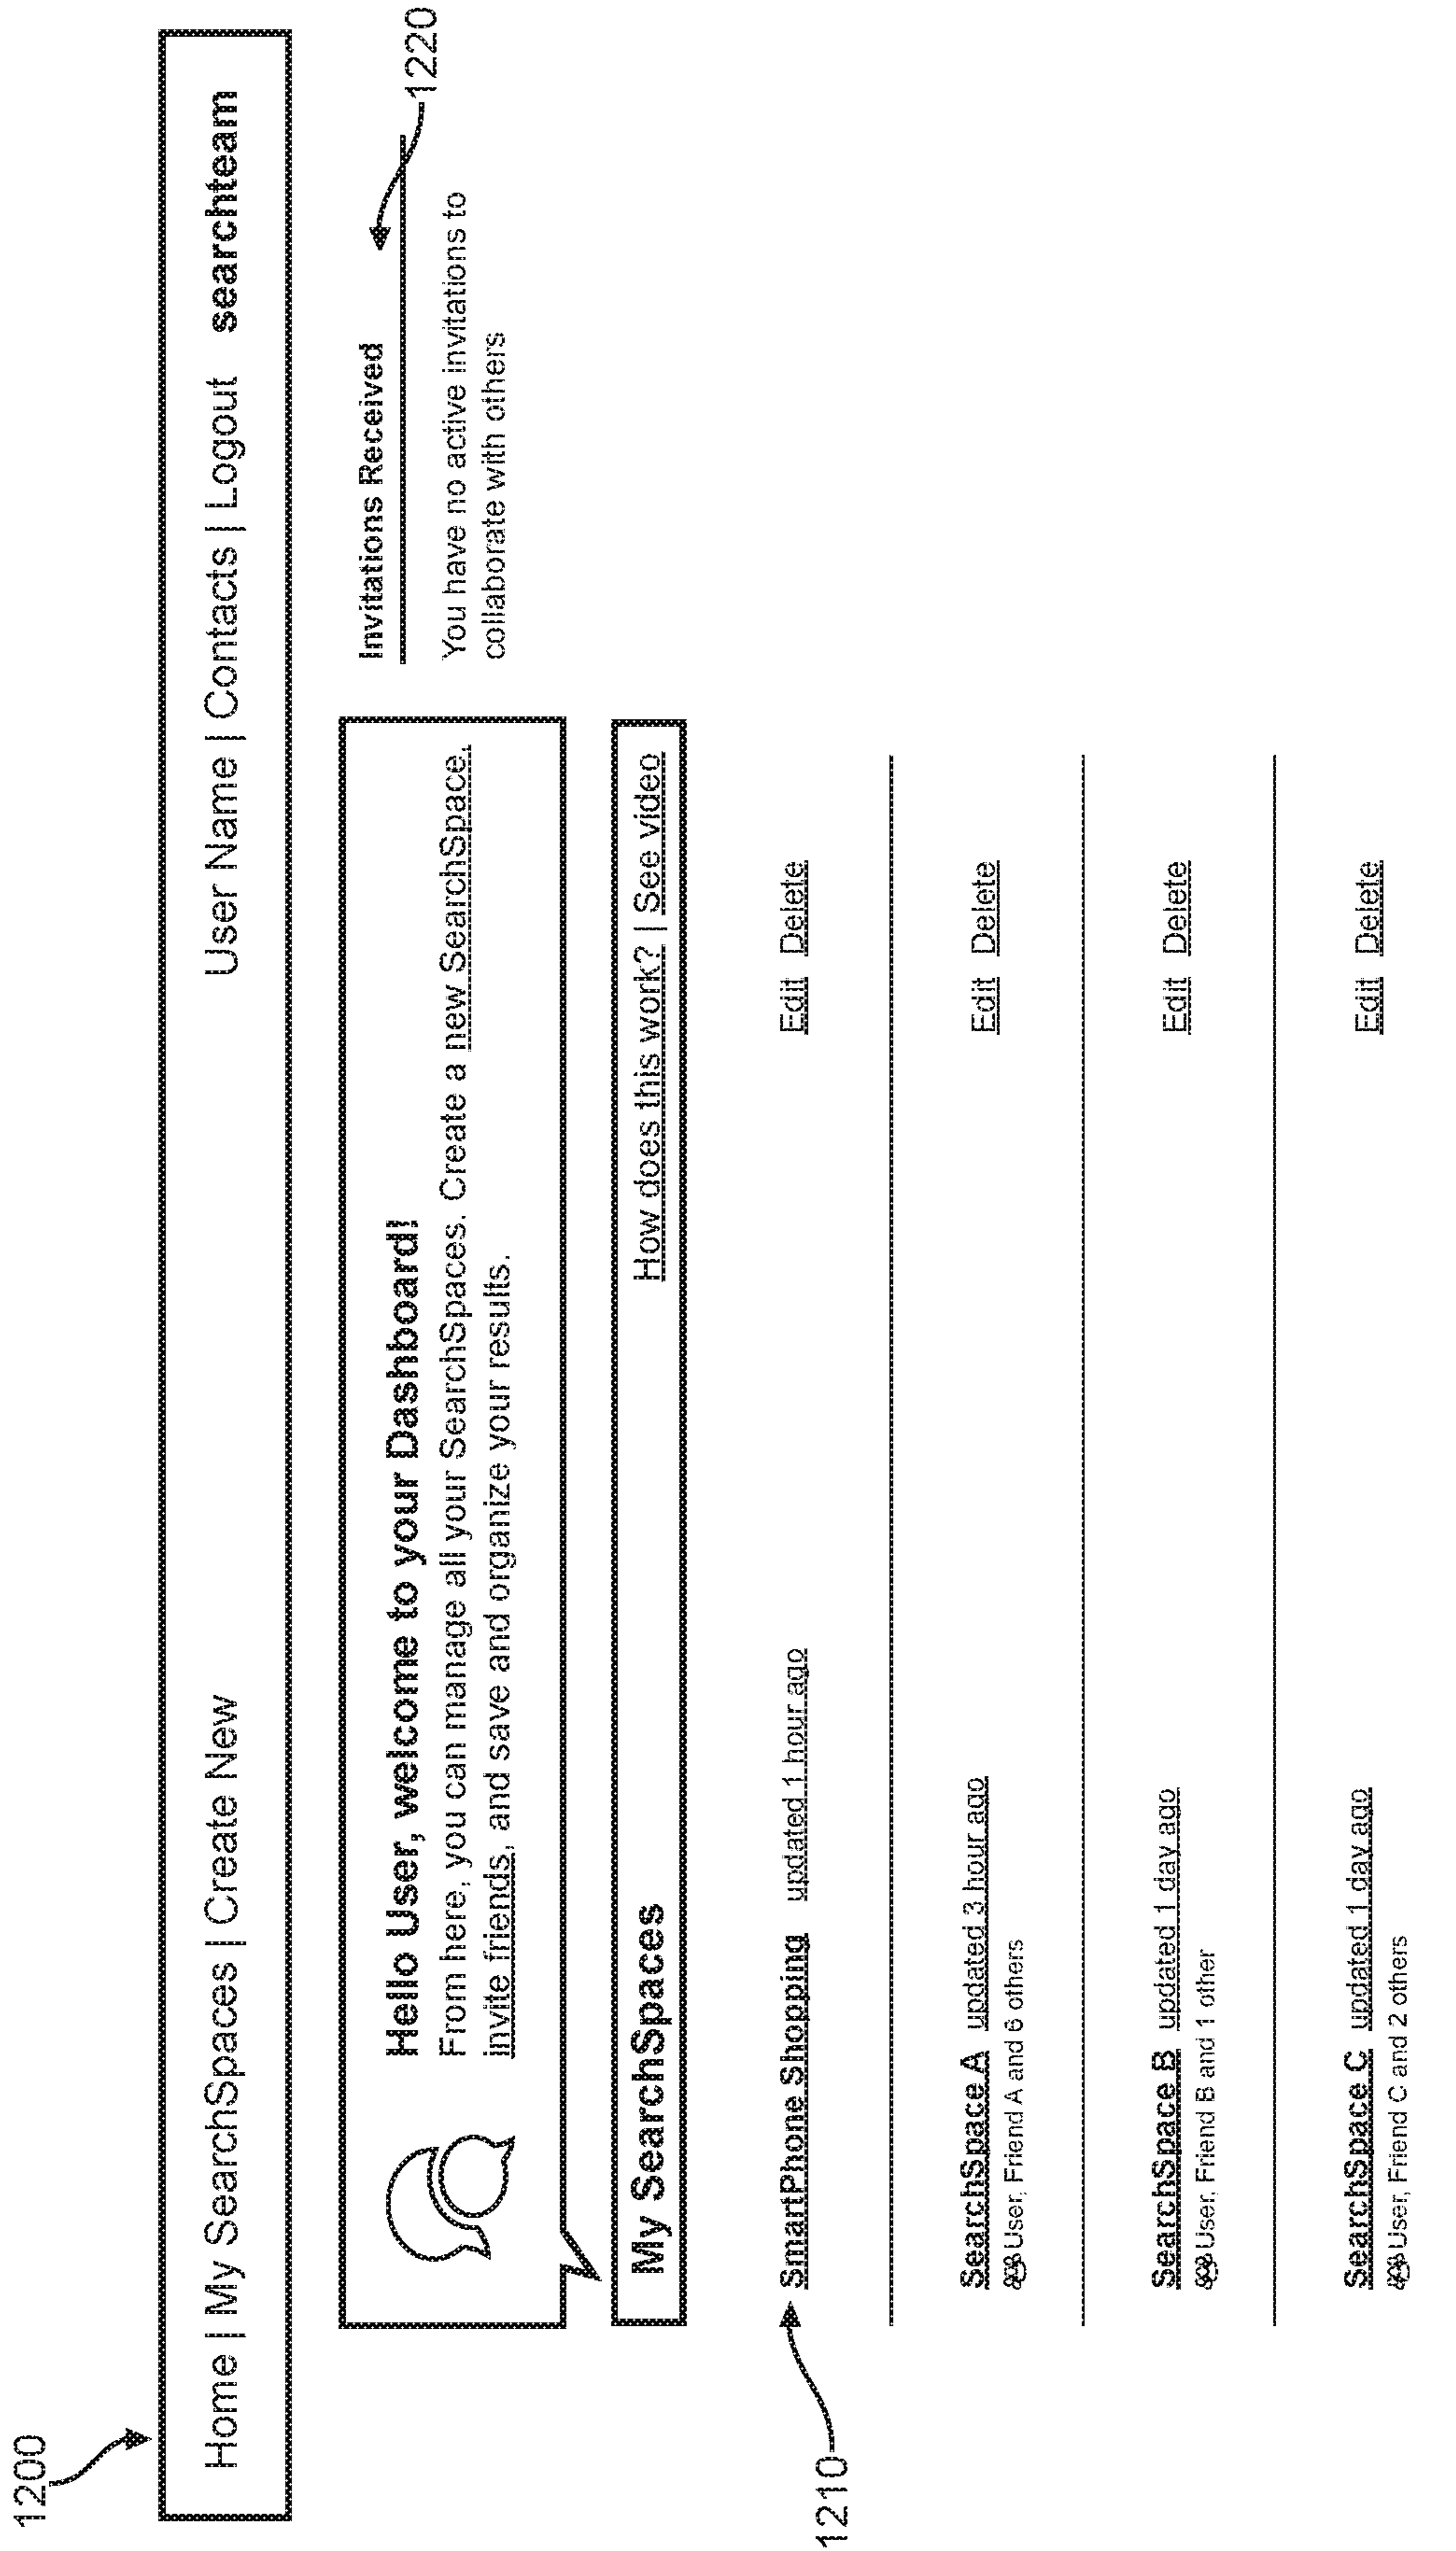 1200
Home | My SearchSpaces | Create New User Name | Contacts | Logout searchteam
1220
Hello User, welcome to your Dashboard!
From here, you can manage all your SearchSpaces. Create a new SearchSpace,
invite friends, and save and organize your results.
Invitations Received
You have no active invitations to
collaborate with others
My SearchSpaces How does this work? | See video
1210
SmartPhone Shopping updated 1 hour ago Edit Delete
SearchSpace A updated 3 hour ago Edit Delete
User, Friend A and 6 others
SearchSpace B updated 1 day ago Edit Delete
User, Friend B and 1 other
SearchSpace C updated 1 day ago Edit Delete
User, Friend C and 2 others